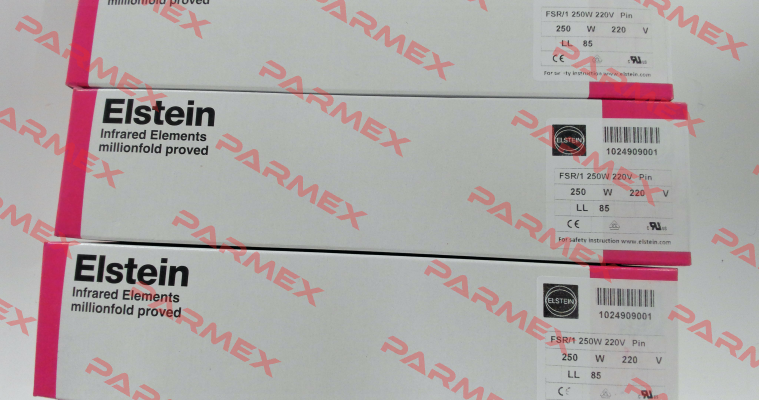 millionfold proved
FSR/1 250W 220V Pin
250 W 220 V
LL 85
CE
For safety instruction www.elstein.com
Elstein
Infrared Elements
millionfold proved
ELSTEIN
1024909001
FSR/1 250W 220V Pin
250 W 220 V
LL 85
CE
For safety instruction www.elstein.com
Elstein
Infrared Elements
millionfold proved
ELSTEIN
1024909001
FSR/1 250W 220V Pin
250 W 220 V
LL 85
CE
PARMEX
PARMEX
PARMEX
PARMEX
PARMEX
PARMEX
PARMEX
PARMEX
PARMEX
PARMEX